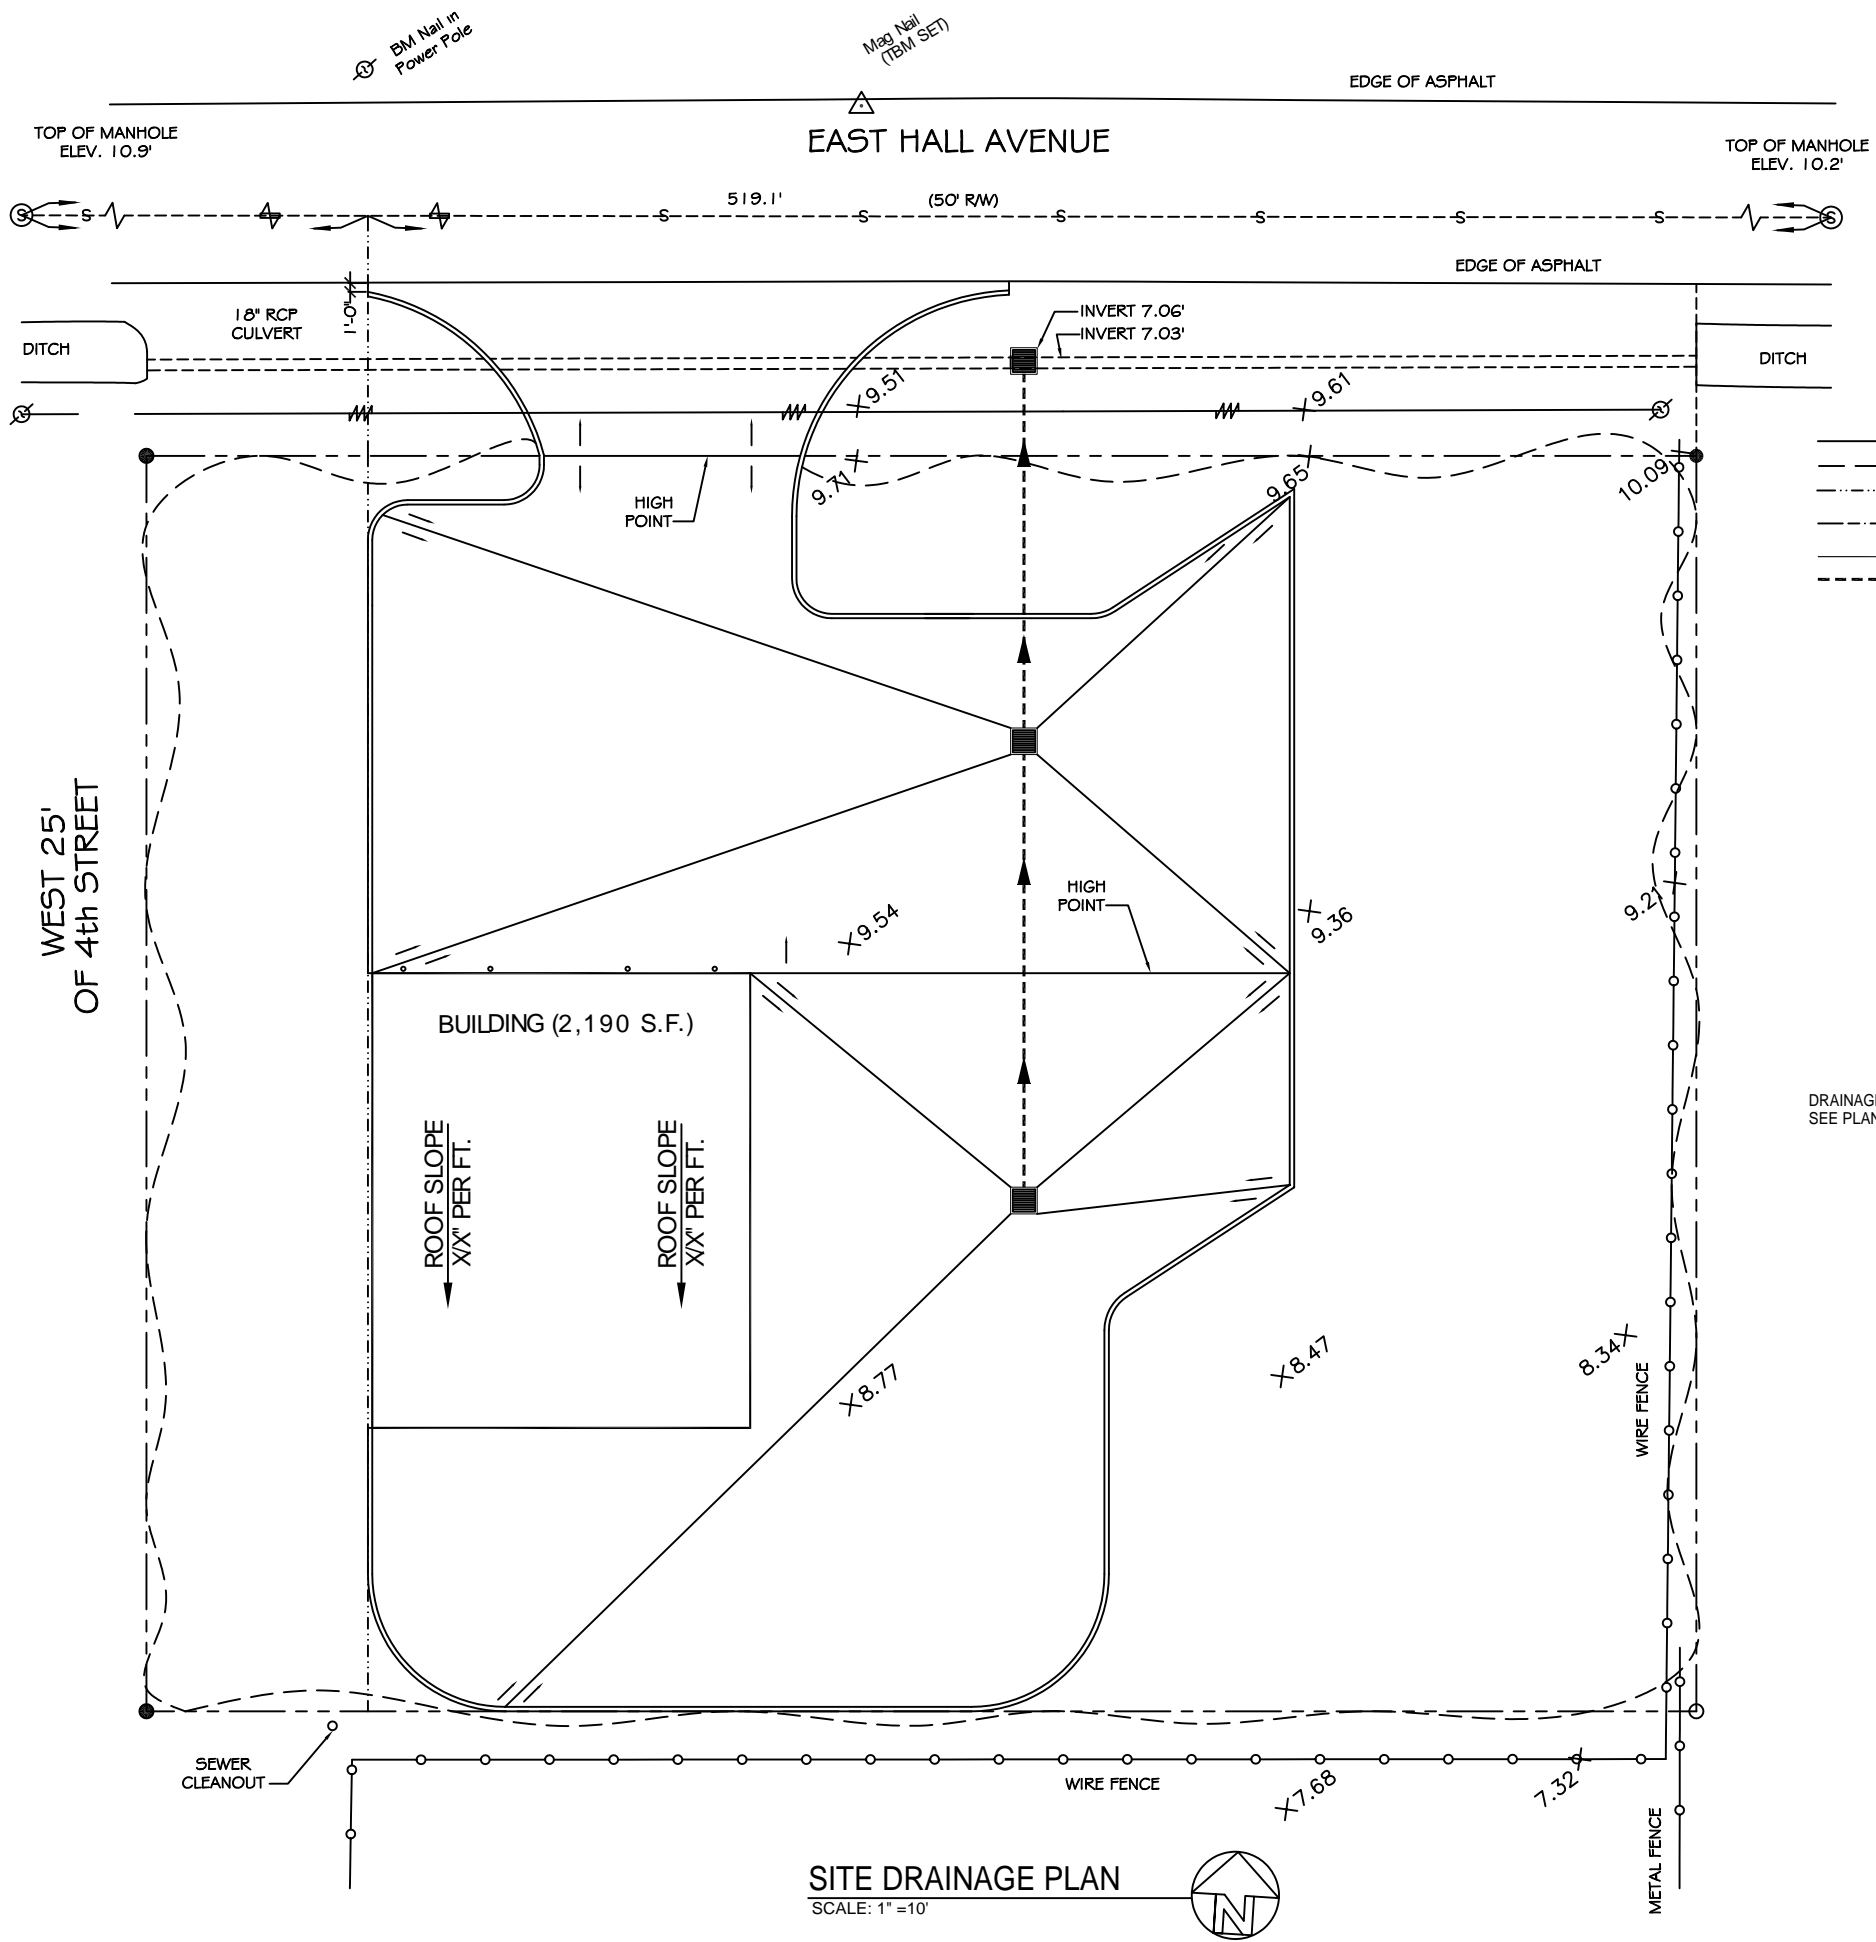 BM Nail in
Power Pole
Mag Nail
(TBM SET)
EDGE OF ASPHALT
TOP OF MANHOLE
ELEV. 10.9'
EAST HALL AVENUE
TOP OF MANHOLE
ELEV. 10.2'
519.1'
(50' R/W)
S
S
S
S
S
S
S
S
S
EDGE OF ASPHALT
18" RCP
CULVERT
1'-0"
INVERT 7.06'
INVERT 7.03'
DITCH
DITCH
9.51
9.61
9.71
9.65
10.09
HIGH
POINT
WEST 25'
OF 4th STREET
HIGH
POINT
9.54
9.36
9.21
BUILDING (2,190 S.F.)
DRAINAGE
SEE PLAN
ROOF SLOPE
X/X" PER FT.
ROOF SLOPE
X/X" PER FT.
8.77
8.47
8.34
WIRE FENCE
SEWER
CLEANOUT
WIRE FENCE
7.68
7.32
METAL FENCE
SITE DRAINAGE PLAN
SCALE: 1" =10'
N